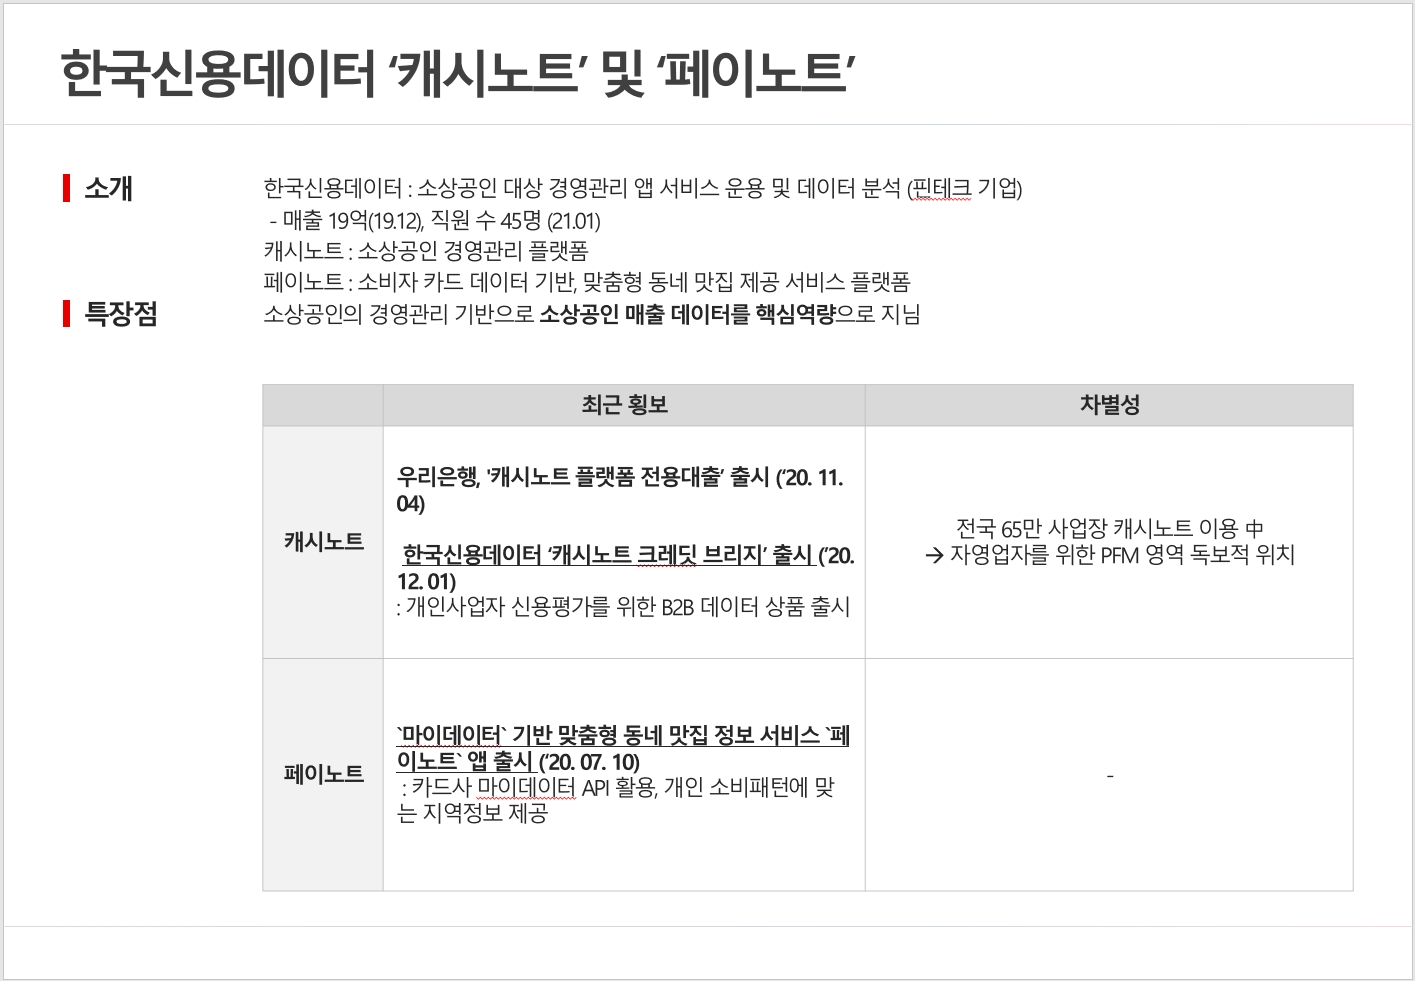 한국신용데이터 ‘캐시노트’ 및 ‘페이노트’
소개
한국신용데이터 : 소상공인 대상 경영관리 앱 서비스 운용 및 데이터 분석 (핀테크 기업)
- 매출 19억(19.12), 직원 수 45명 (21.01)
캐시노트 : 소상공인 경영관리 플랫폼
페이노트 : 소비자 카드 데이터 기반, 맞춤형 동네 맛집 제공 서비스 플랫폼
특장점
소상공인의 경영관리 기반으로 소상공인 매출 데이터를 핵심역량으로 지님
최근 횡보
차별성
캐시노트
우리은행, '캐시노트 플랫폼 전용대출’ 출시 (‘20. 11.
04)
한국신용데이터 ‘캐시노트 크레딧 브리지’ 출시 (’20.
12. 01)
: 개인사업자 신용평가를 위한 B2B 데이터 상품 출시
전국 65만 사업장 캐시노트 이용 中
→ 자영업자를 위한 PFM 영역 독보적 위치
페이노트
`마이데이터` 기반 맞춤형 동네 맛집 정보 서비스 `페
이노트` 앱 출시 (’20. 07. 10)
: 카드사 마이데이터 API 활용, 개인 소비패턴에 맞
는 지역정보 제공
-